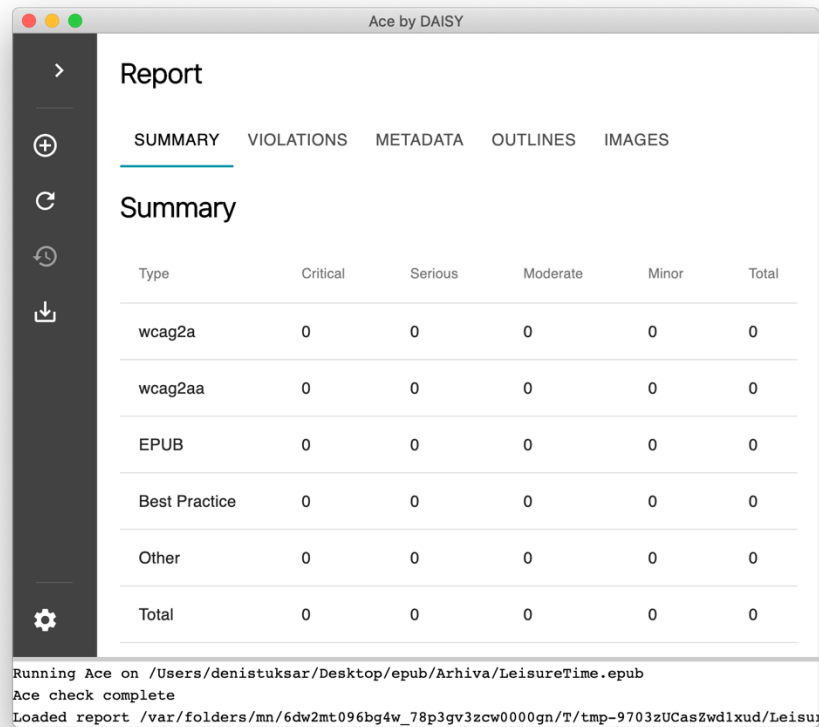 Ace by DAISY
Report
SUMMARY VIOLATIONS METADATA OUTLINES IMAGES
Summary
Type Critical Serious Moderate Minor Total
wcag2a 0 0 0 0 0
wcag2aa 0 0 0 0 0
EPUB 0 0 0 0 0
Best Practice 0 0 0 0 0
Other 0 0 0 0 0
Total 0 0 0 0 0
Running Ace on /Users/denistuksar/Desktop/epub/Arhiva/LeisureTime.epub
Ace check complete
Loaded report /var/folders/mn/6dw2mt096bg4w_78p3gv3zcw0000gn/T/tmp-9703zUCasZwd1xud/Leisur